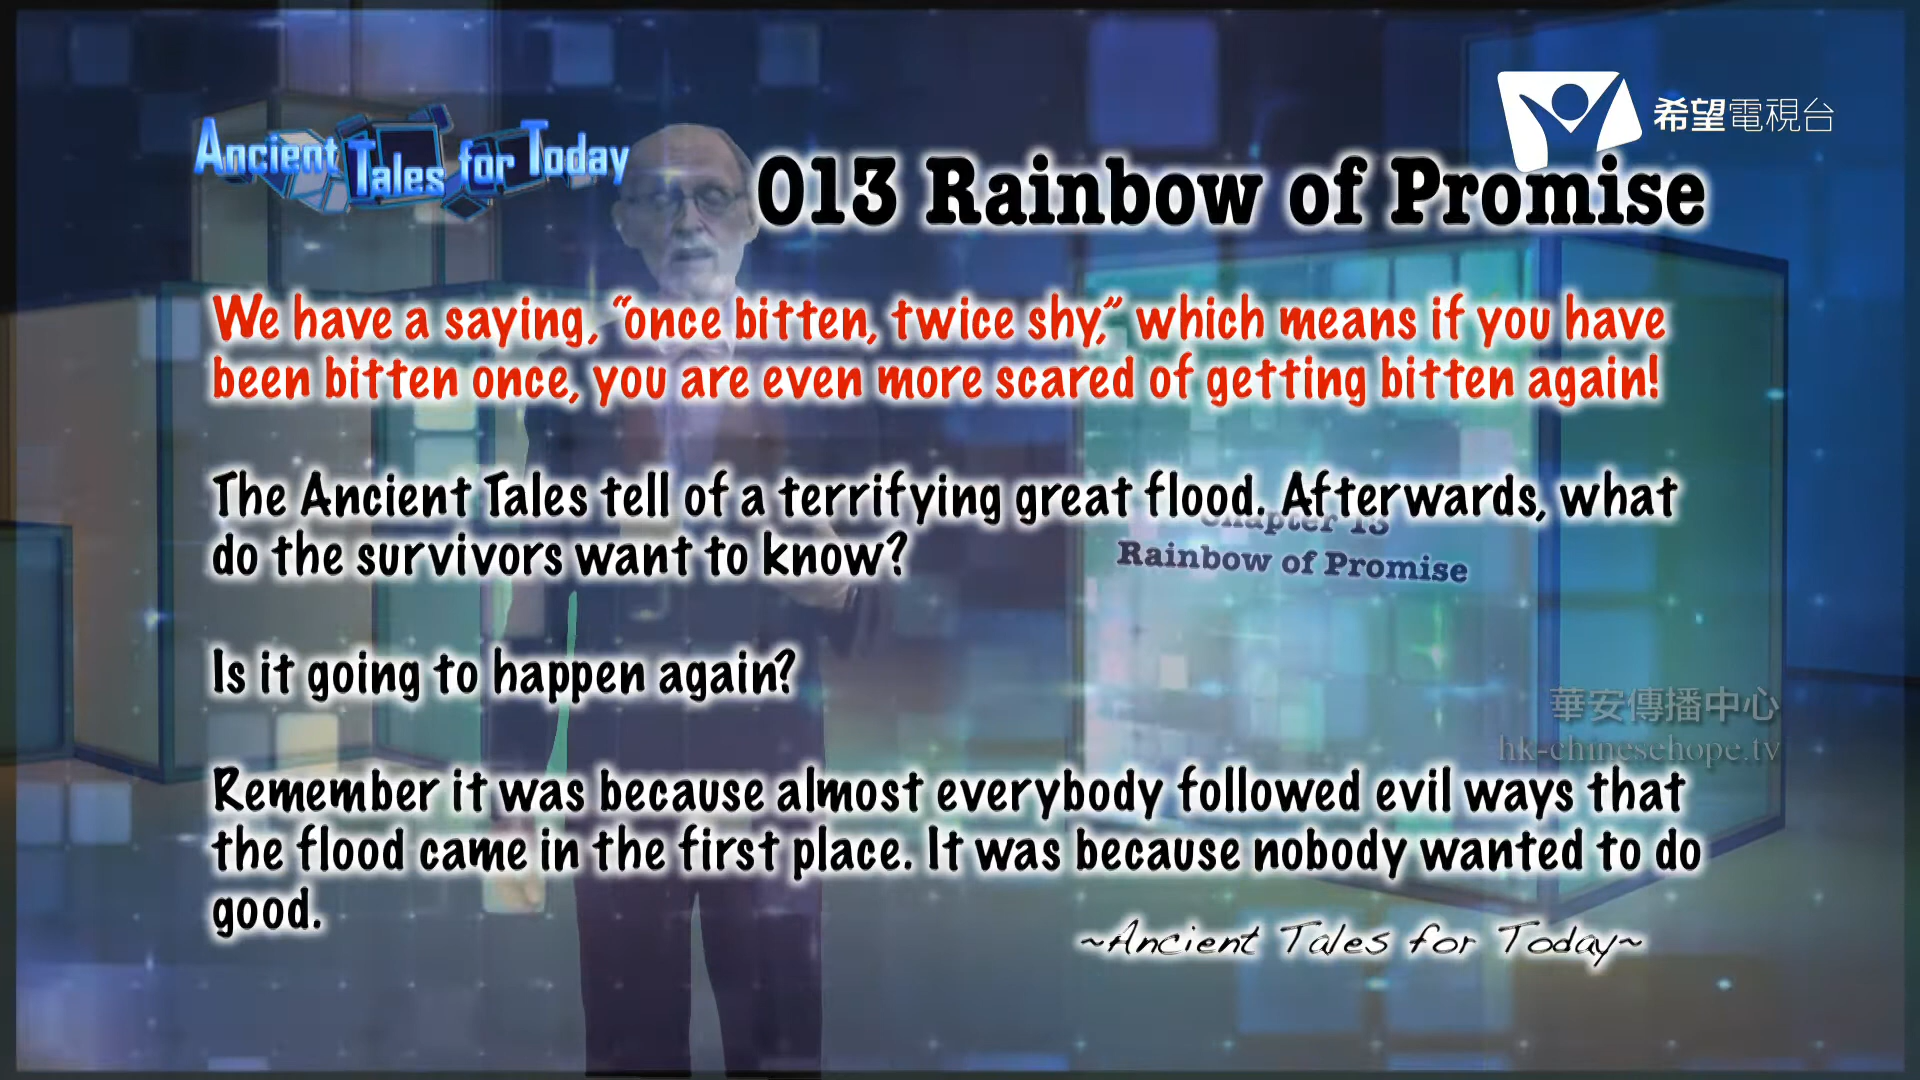 希望電視台
Ancient Tales for Today
013 Rainbow of Promise
We have a saying, “once bitten, twice shy,” which means if you have
been bitten once, you are even more scared of getting bitten again!
The Ancient Tales tell of a terrifying great flood. Afterwards, what
do the survivors want to know?
Chapter 13
Rainbow of Promise
Is it going to happen again?
華安傳播中心
hk-chinesehope.tv
Remember it was because almost everybody followed evil ways that
the flood came in the first place. It was because nobody wanted to do
good.
~Ancient Tales for Today~